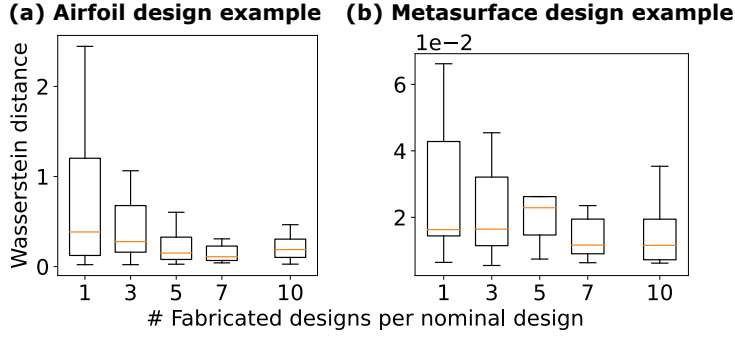 (a) Airfoil design example
(b) Metasurface design example
1e−2
Wasserstein distance
2
1
0
6
4
2
1 3 5 7 10
1 3 5 7 10
# Fabricated designs per nominal design